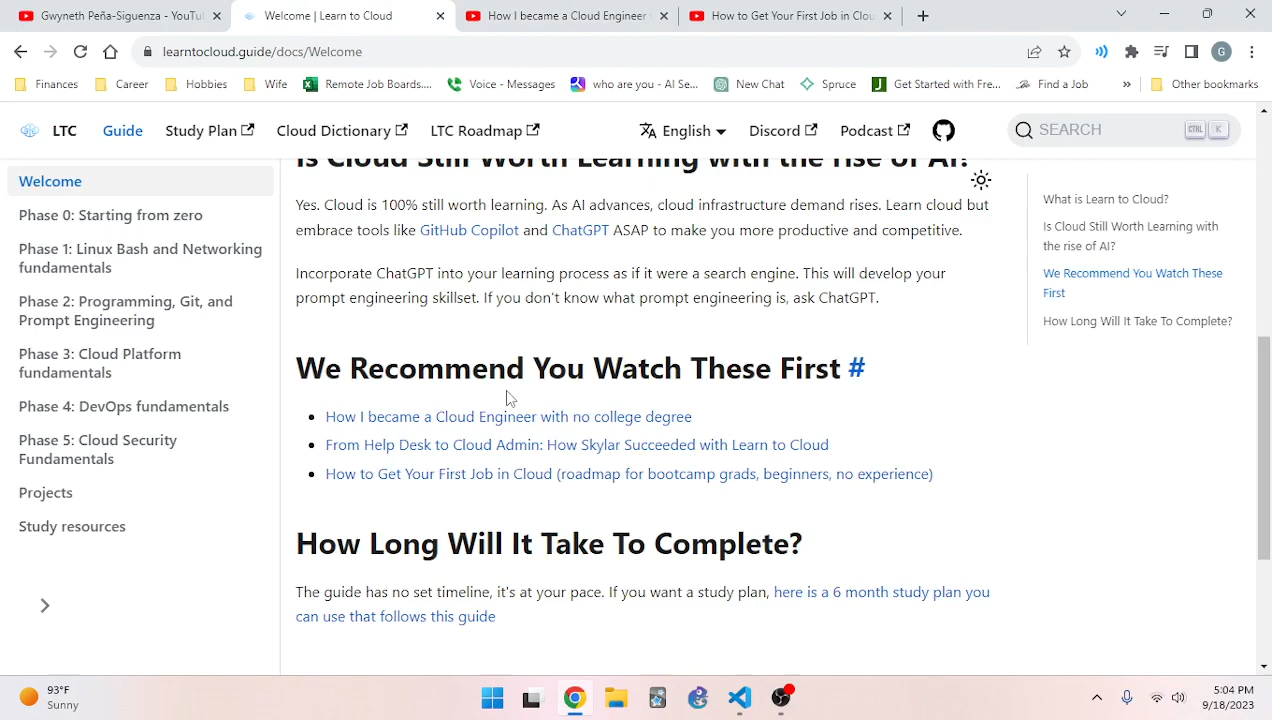 Gwyneth Peña-Siguenza - YouTu
Welcome | Learn to Cloud
How I became a Cloud Engineer
How to Get Your First Job in Clou
learntocloud.guide/docs/Welcome
G
Finances
Career
Hobbies
Wife
Remote Job Boards....
Voice - Messages
who are you - AI Se...
New Chat
Spruce
Get Started with Fre...
Find a Job
»
Other bookmarks
LTC
Guide
Study Plan
Cloud Dictionary
LTC Roadmap
English
Discord
Podcast
SEARCH
CTRL
K
Welcome
Phase 0: Starting from zero
Phase 1: Linux Bash and Networking
fundamentals
Phase 2: Programming, Git, and
Prompt Engineering
Phase 3: Cloud Platform
fundamentals
Phase 4: DevOps fundamentals
Phase 5: Cloud Security
Fundamentals
Projects
Study resources
Is Cloud Still Worth Learning with the rise of AI?
Yes. Cloud is 100% still worth learning. As AI advances, cloud infrastructure demand rises. Learn cloud but
embrace tools like GitHub Copilot and ChatGPT ASAP to make you more productive and competitive.
Incorporate ChatGPT into your learning process as if it were a search engine. This will develop your
prompt engineering skillset. If you don't know what prompt engineering is, ask ChatGPT.
We Recommend You Watch These First #
How I became a Cloud Engineer with no college degree
From Help Desk to Cloud Admin: How Skylar Succeeded with Learn to Cloud
How to Get Your First Job in Cloud (roadmap for bootcamp grads, beginners, no experience)
How Long Will It Take To Complete?
The guide has no set timeline, it's at your pace. If you want a study plan, here is a 6 month study plan you
can use that follows this guide
What is Learn to Cloud?
Is Cloud Still Worth Learning with
the rise of AI?
We Recommend You Watch These
First
How Long Will It Take To Complete?
93°F
Sunny
5:04 PM
9/18/2023